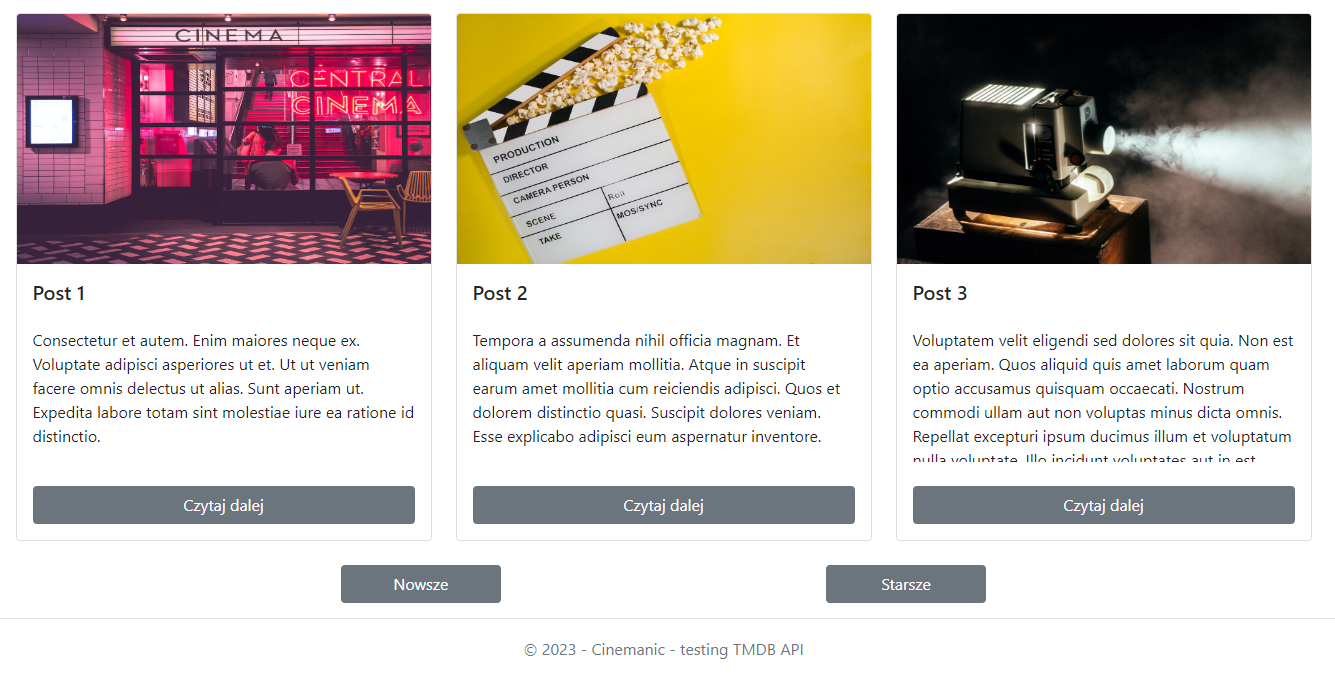 CINEMA
CENTRAL
CINEMA
PRODUCTION
DIRECTOR
CAMERA PERSON
Roll
SCENE
MOS/SYNC
TAKE
Post 1
Consectetur et autem. Enim maiores neque ex.
Voluptate adipisci asperiores ut et. Ut ut veniam
facere omnis delectus ut alias. Sunt aperiam ut.
Expedita labore totam sint molestiae iure ea ratione id
distinctio.
Czytaj dalej
Post 2
Tempora a assumenda nihil officia magnam. Et
aliquam velit aperiam mollitia. Atque in suscipit
earum amet mollitia cum reiciendis adipisci. Quos et
dolorem distinctio quasi. Suscipit dolores veniam.
Esse explicabo adipisci eum aspernatur inventore.
Czytaj dalej
Post 3
Voluptatem velit eligendi sed dolores sit quia. Non est
ea aperiam. Quos aliquid quis amet laborum quam
optio accusamus quisquam occaecati. Nostrum
commodi ullam aut non voluptas minus dicta omnis.
Repellat excepturi ipsum ducimus illum et voluptatum
nulla voluptate. Illo incidunt voluptates aut in est
Czytaj dalej
Nowsze
Starsze
© 2023 - Cinemanic - testing TMDB API